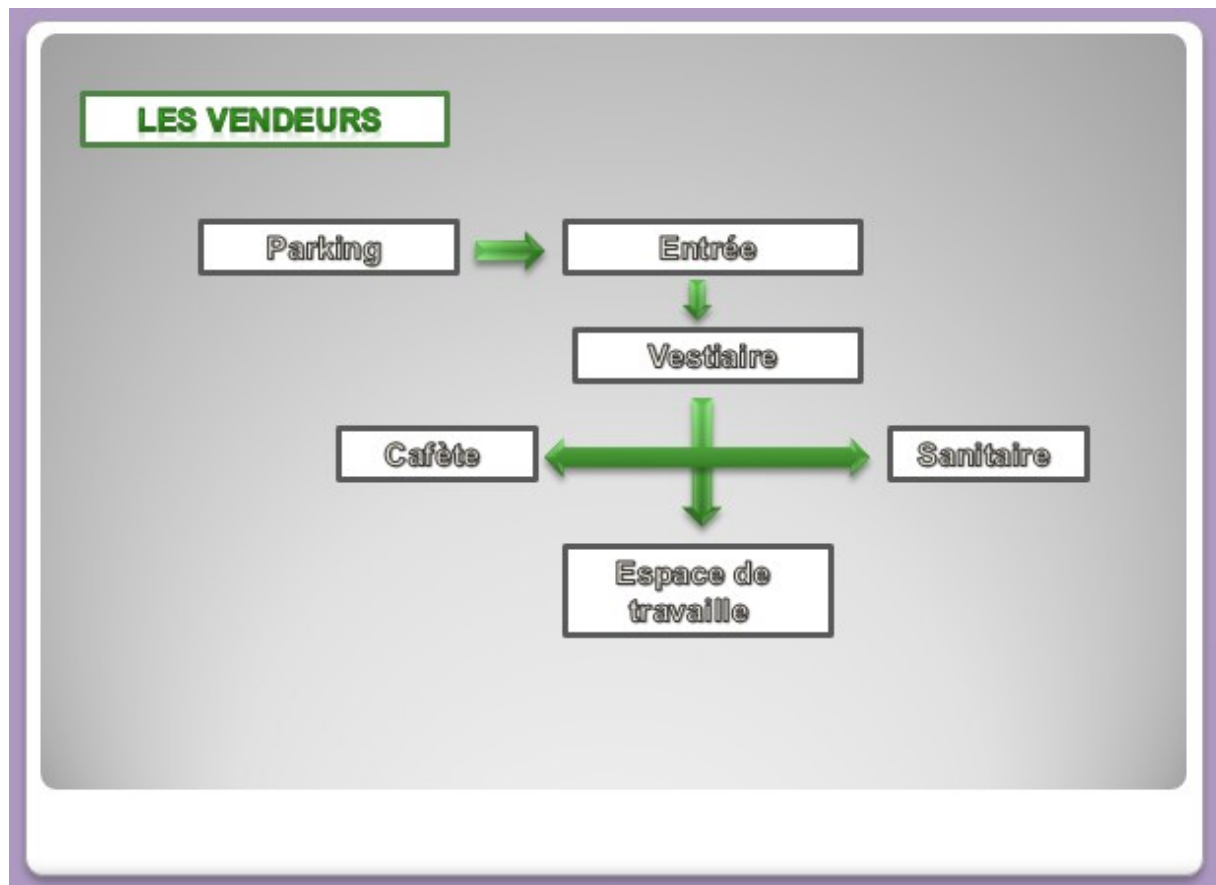 LES VENDEURS
Parking
Entrée
Vestiaire
Cafète
Sanitaire
Espace de
travaille